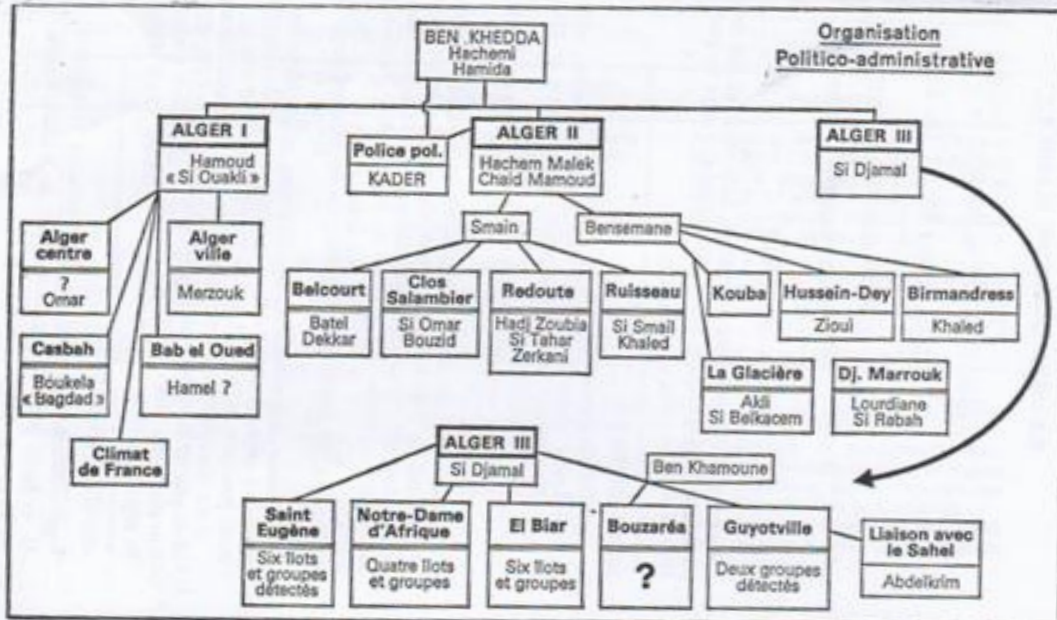 Organisation
Politico-administrative
BEN KHEDDA
Hachemi
Hamida
ALGER I
Hamoud
« Si Ouakli »
Police pol.
KADER
ALGER II
Hachem Malek
Chaid Mamoud
ALGER III
Si Djamal
Smain
Bensemane
Alger
centre
?
Omar
Alger
ville
Merzouk
Belcourt
Batel
Dekkar
Clos
Salambier
Si Omar
Bouzid
Redoute
Hadj Zoubia
Si Tahar
Zerkani
Ruisseau
Si Smail
Khaled
Kouba
Hussein-Dey
Zioui
Birmandress
Khaled
Casbah
Boukela
« Bagdad »
Bab el Oued
Hamel ?
La Glacière
Akli
Si Belkacem
Dj. Marrouk
Lourdiane
Si Rabah
Climat
de France
ALGER III
Si Djamal
Ben Khamoune
Saint
Eugène
Six îlots
et groupes
détectés
Notre-Dame
d'Afrique
Quatre îlots
et groupes
El Biar
Six îlots
et groupes
Bouzaréa
?
Guyotville
Deux groupes
détectés
Liaison avec
le Sahel
Abdelkrim